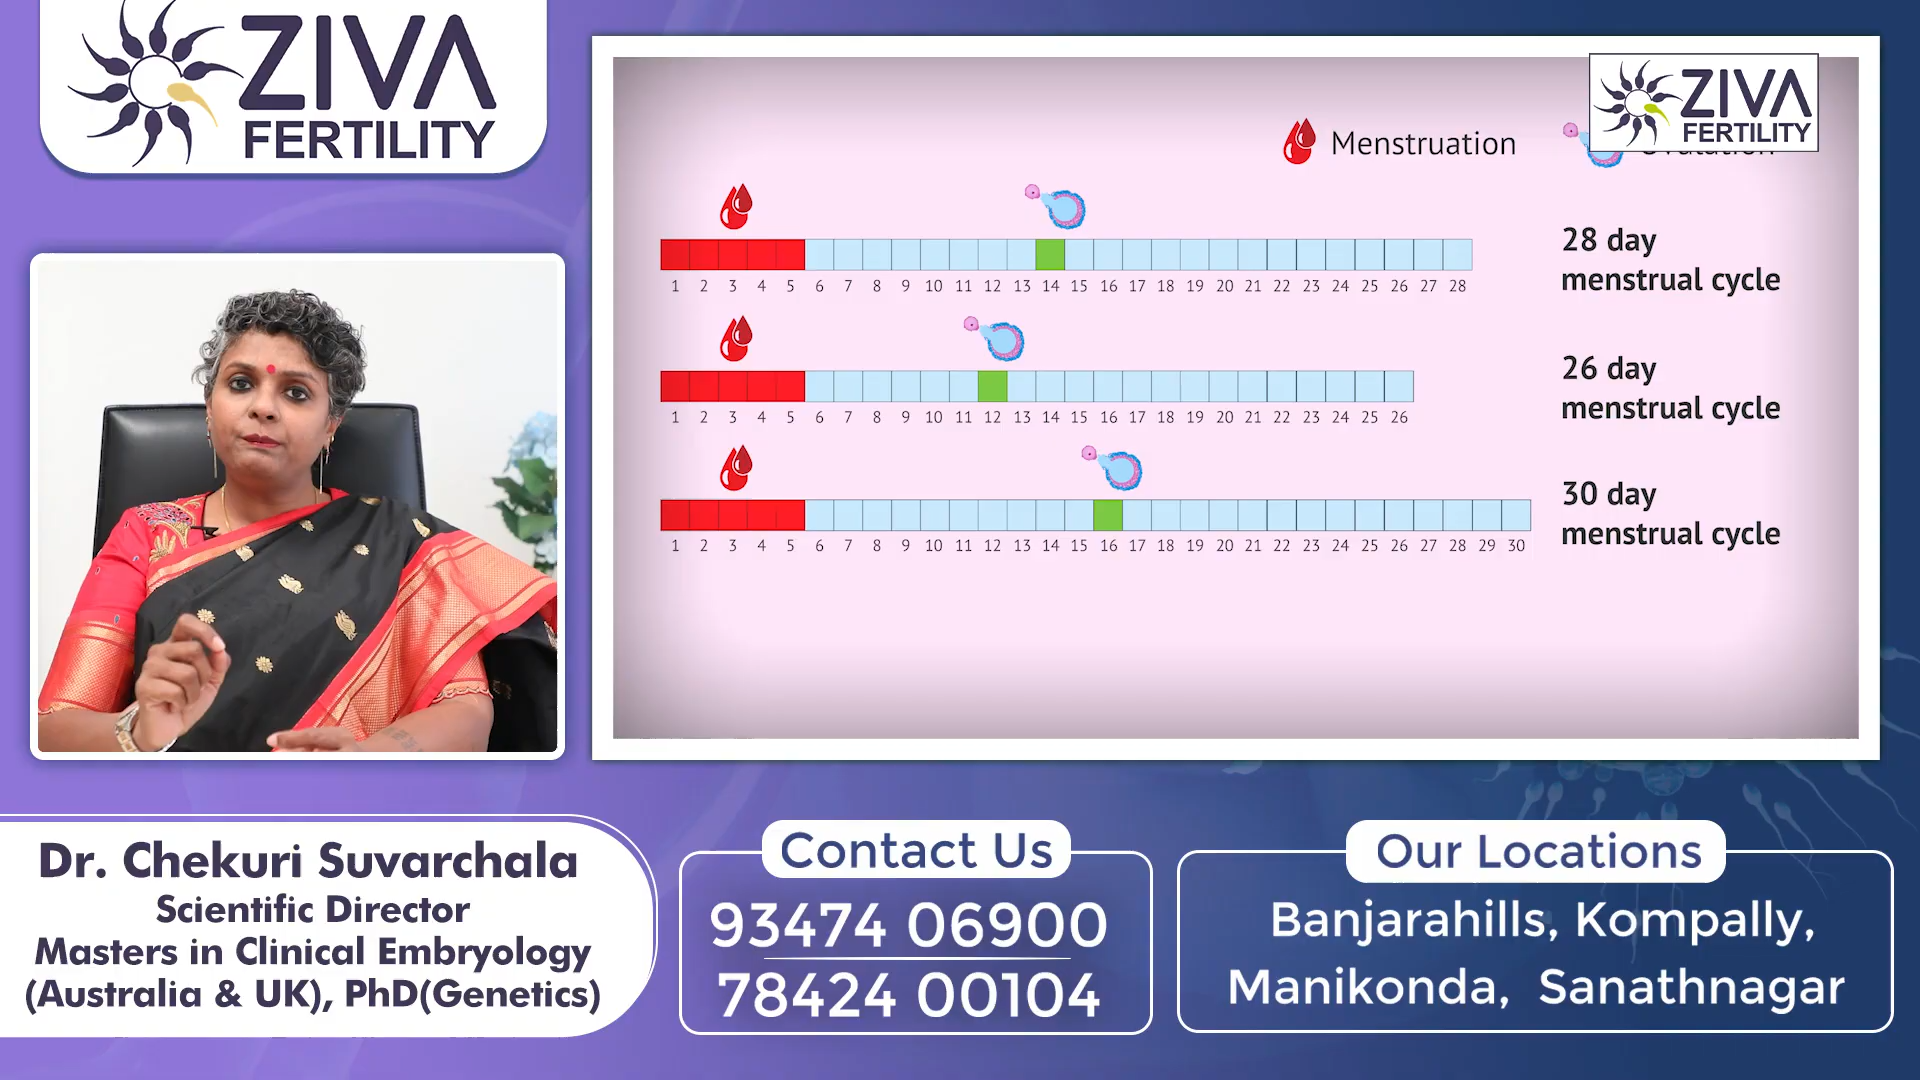 ZIVA
FERTILITY
ZIVA
FERTILITY
Menstruation
28 day
menstrual cycle
1 2 3 4 5 6 7 8 9 10 11 12 13 14 15 16 17 18 19 20 21 22 23 24 25 26 27 28
26 day
menstrual cycle
1 2 3 4 5 6 7 8 9 10 11 12 13 14 15 16 17 18 19 20 21 22 23 24 25 26
30 day
menstrual cycle
1 2 3 4 5 6 7 8 9 10 11 12 13 14 15 16 17 18 19 20 21 22 23 24 25 26 27 28 29 30
Dr. Chekuri Suvarchala
Scientific Director
Masters in Clinical Embryology
(Australia & UK), PhD(Genetics)
Contact Us
93474 06900
78424 00104
Our Locations
Banjarahills, Kompally,
Manikonda, Sanathnagar